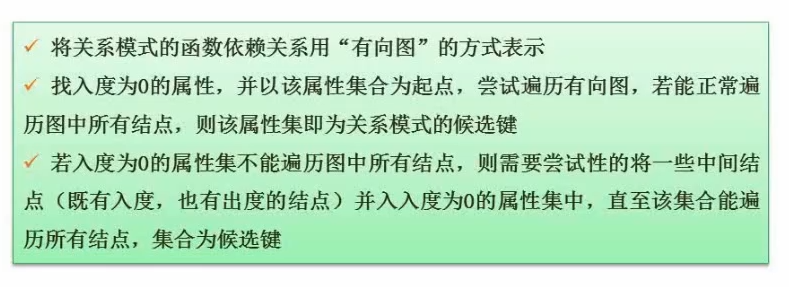 ✓ 将关系模式的函数依赖关系用“有向图”的方式表示
✓ 找入度为0的属性，并以该属性集合为起点，尝试遍历有向图，若能正常遍
历图中所有结点，则该属性集即为关系模式的候选键
✓ 若入度为0的属性集不能遍历图中所有结点，则需要尝试性的将一些中间结
点（既有入度，也有出度的结点）并入入度为0的属性集中，直至该集合能遍
历所有结点，集合为候选键